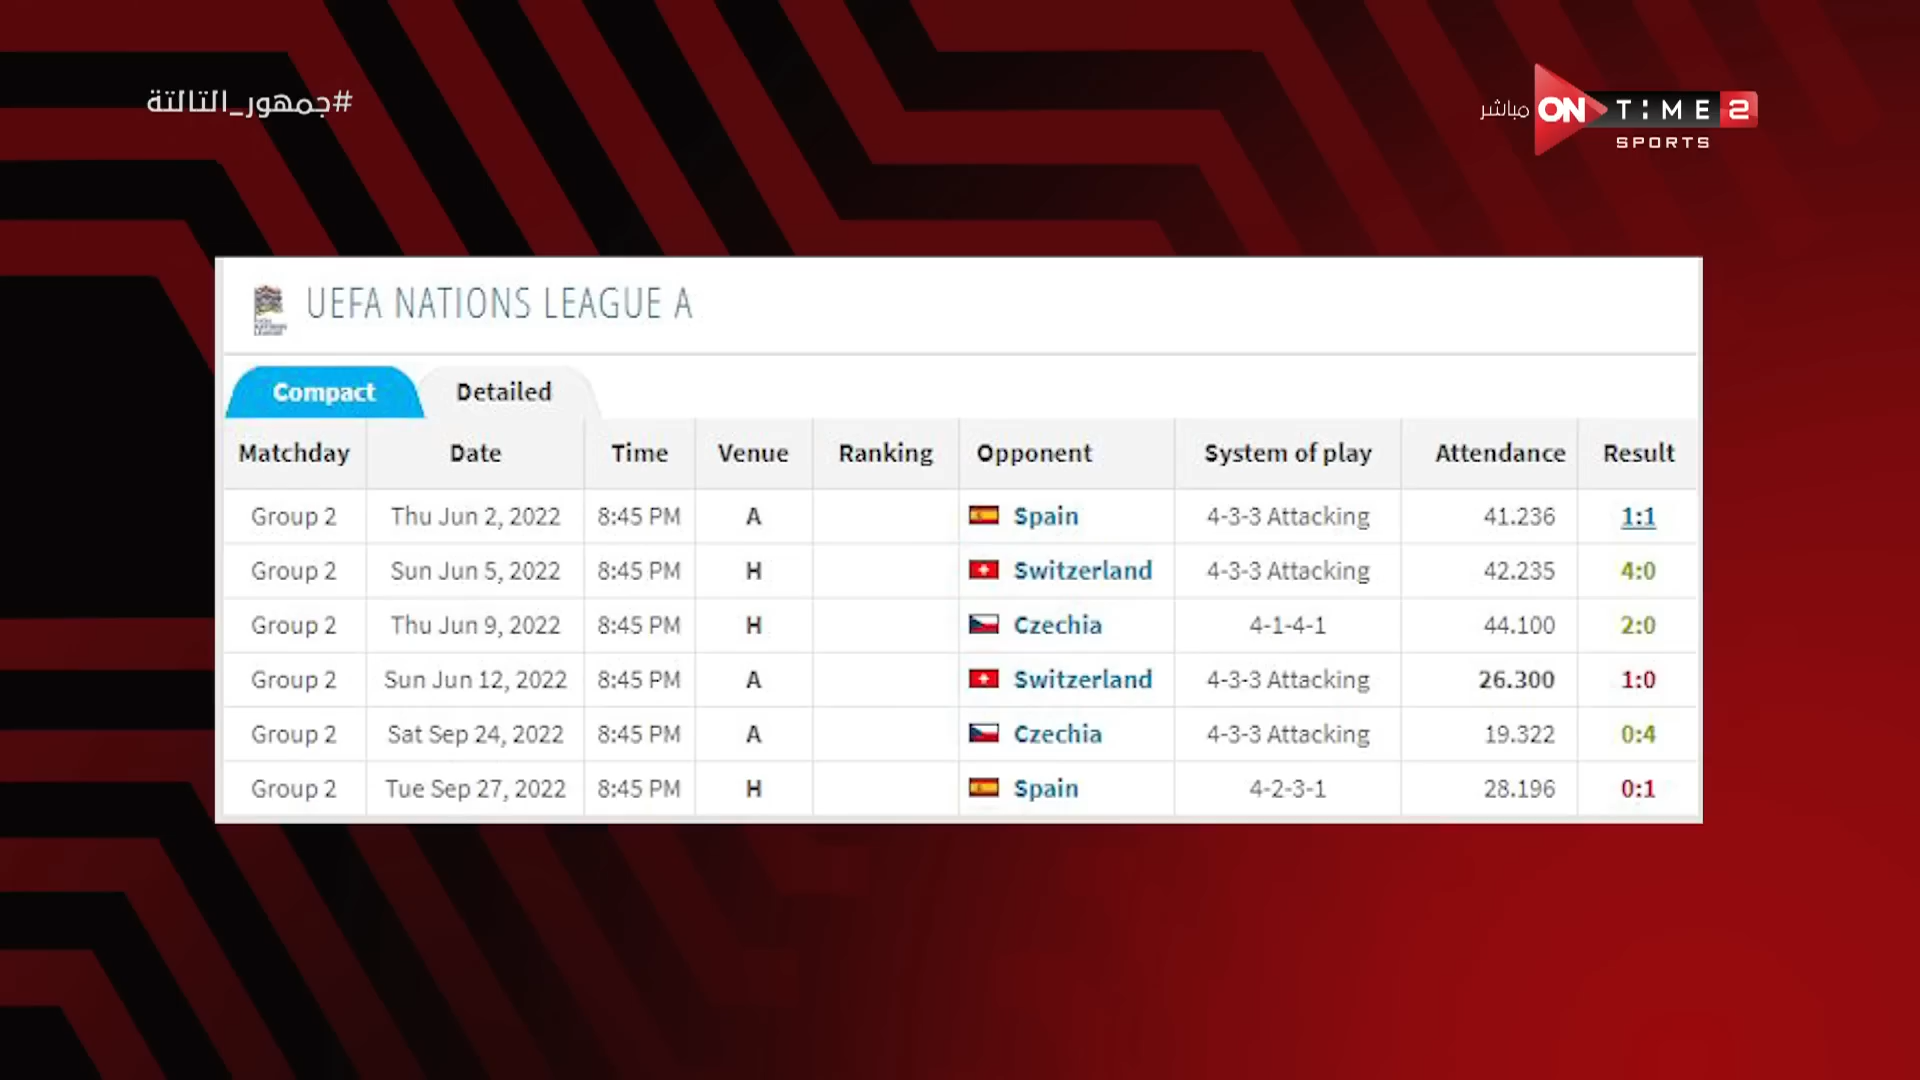 #جمهور_التالتة
مباشر ON TIME 2
SPORTS
UEFA NATIONS LEAGUE A
Compact Detailed
Matchday Date Time Venue Ranking Opponent System of play Attendance Result
Group 2 Thu Jun 2, 2022 8:45 PM A Spain 4-3-3 Attacking 41.236 1:1
Group 2 Sun Jun 5, 2022 8:45 PM H Switzerland 4-3-3 Attacking 42.235 4:0
Group 2 Thu Jun 9, 2022 8:45 PM H Czechia 4-1-4-1 44.100 2:0
Group 2 Sun Jun 12, 2022 8:45 PM A Switzerland 4-3-3 Attacking 26.300 1:0
Group 2 Sat Sep 24, 2022 8:45 PM A Czechia 4-3-3 Attacking 19.322 0:4
Group 2 Tue Sep 27, 2022 8:45 PM H Spain 4-2-3-1 28.196 0:1